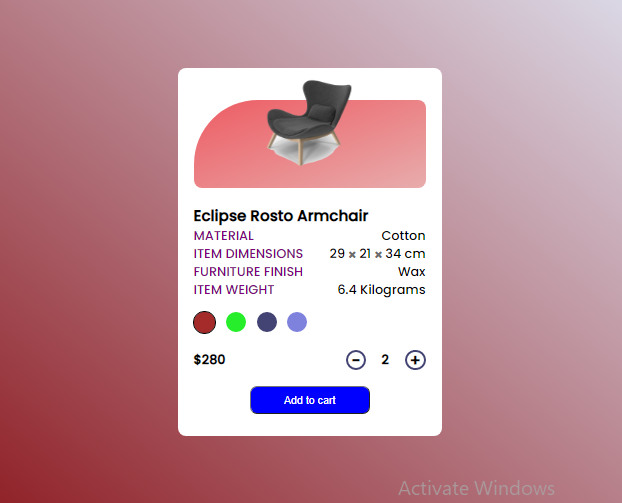 Eclipse Rosto Armchair
MATERIAL Cotton
ITEM DIMENSIONS 29 × 21 × 34 cm
FURNITURE FINISH Wax
ITEM WEIGHT 6.4 Kilograms
$280 − 2 +
Add to cart
Activate Windows